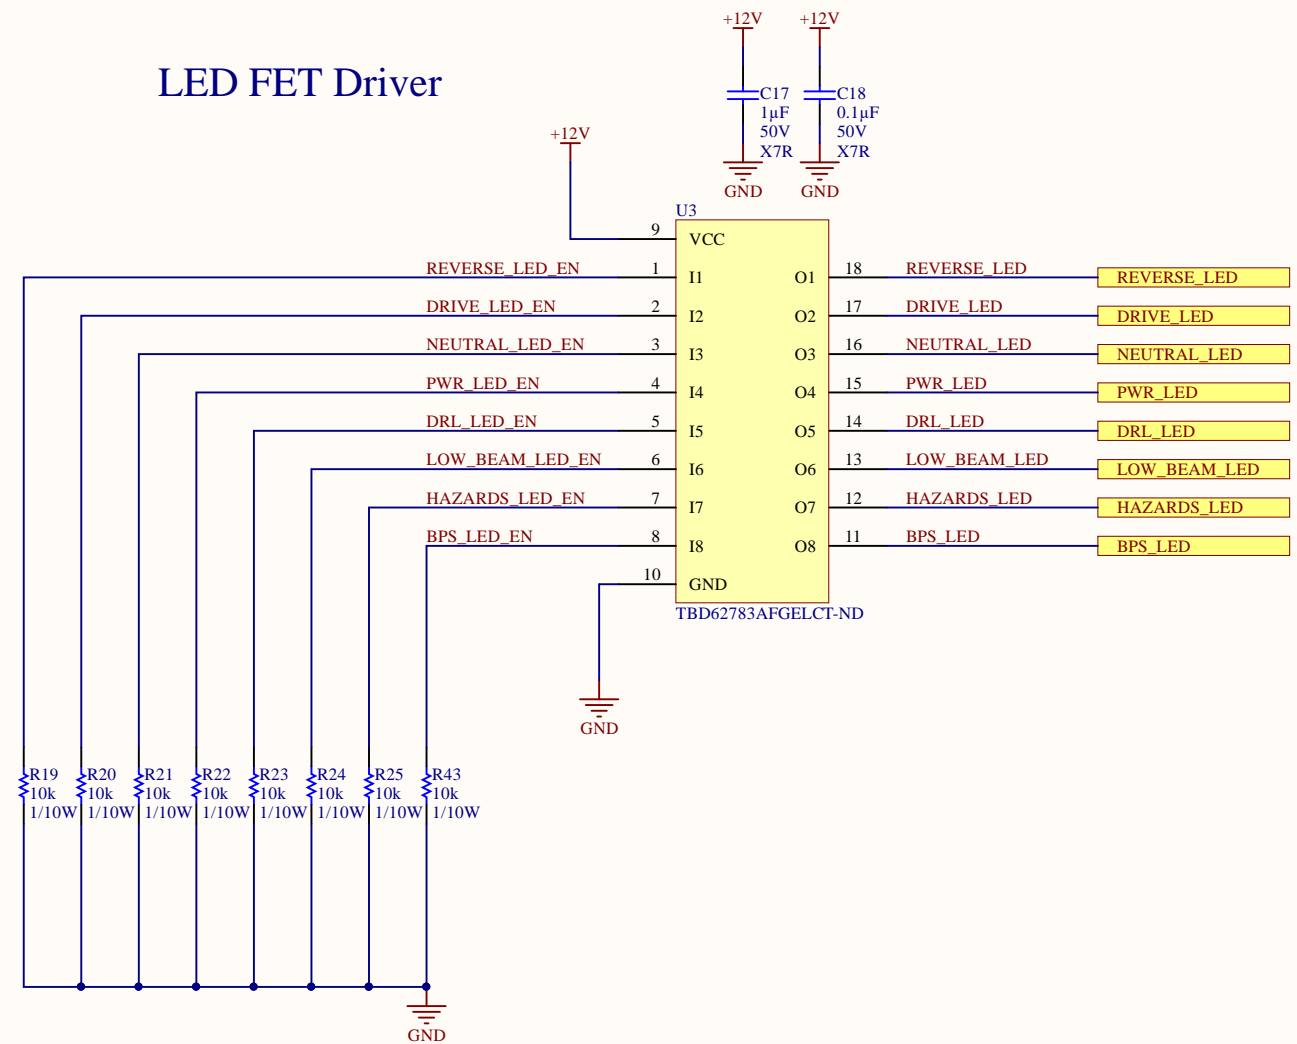 +12V +12V
LED FET Driver
C17 C18
1µF 0.1µF
50V 50V
X7R X7R
+12V
GND GND
U3
9 VCC
REVERSE_LED_EN 1 I1 O1 18 REVERSE_LED REVERSE_LED
DRIVE_LED_EN 2 I2 O2 17 DRIVE_LED DRIVE_LED
NEUTRAL_LED_EN 3 I3 O3 16 NEUTRAL_LED NEUTRAL_LED
PWR_LED_EN 4 I4 O4 15 PWR_LED PWR_LED
DRL_LED_EN 5 I5 O5 14 DRL_LED DRL_LED
LOW_BEAM_LED_EN 6 I6 O6 13 LOW_BEAM_LED LOW_BEAM_LED
HAZARDS_LED_EN 7 I7 O7 12 HAZARDS_LED HAZARDS_LED
BPS_LED_EN 8 I8 O8 11 BPS_LED BPS_LED
10 GND
TBD62783AFGELCT-ND
GND
R19 R20 R21 R22 R23 R24 R25 R43
10k 10k 10k 10k 10k 10k 10k 10k
1/10W 1/10W 1/10W 1/10W 1/10W 1/10W 1/10W 1/10W
GND